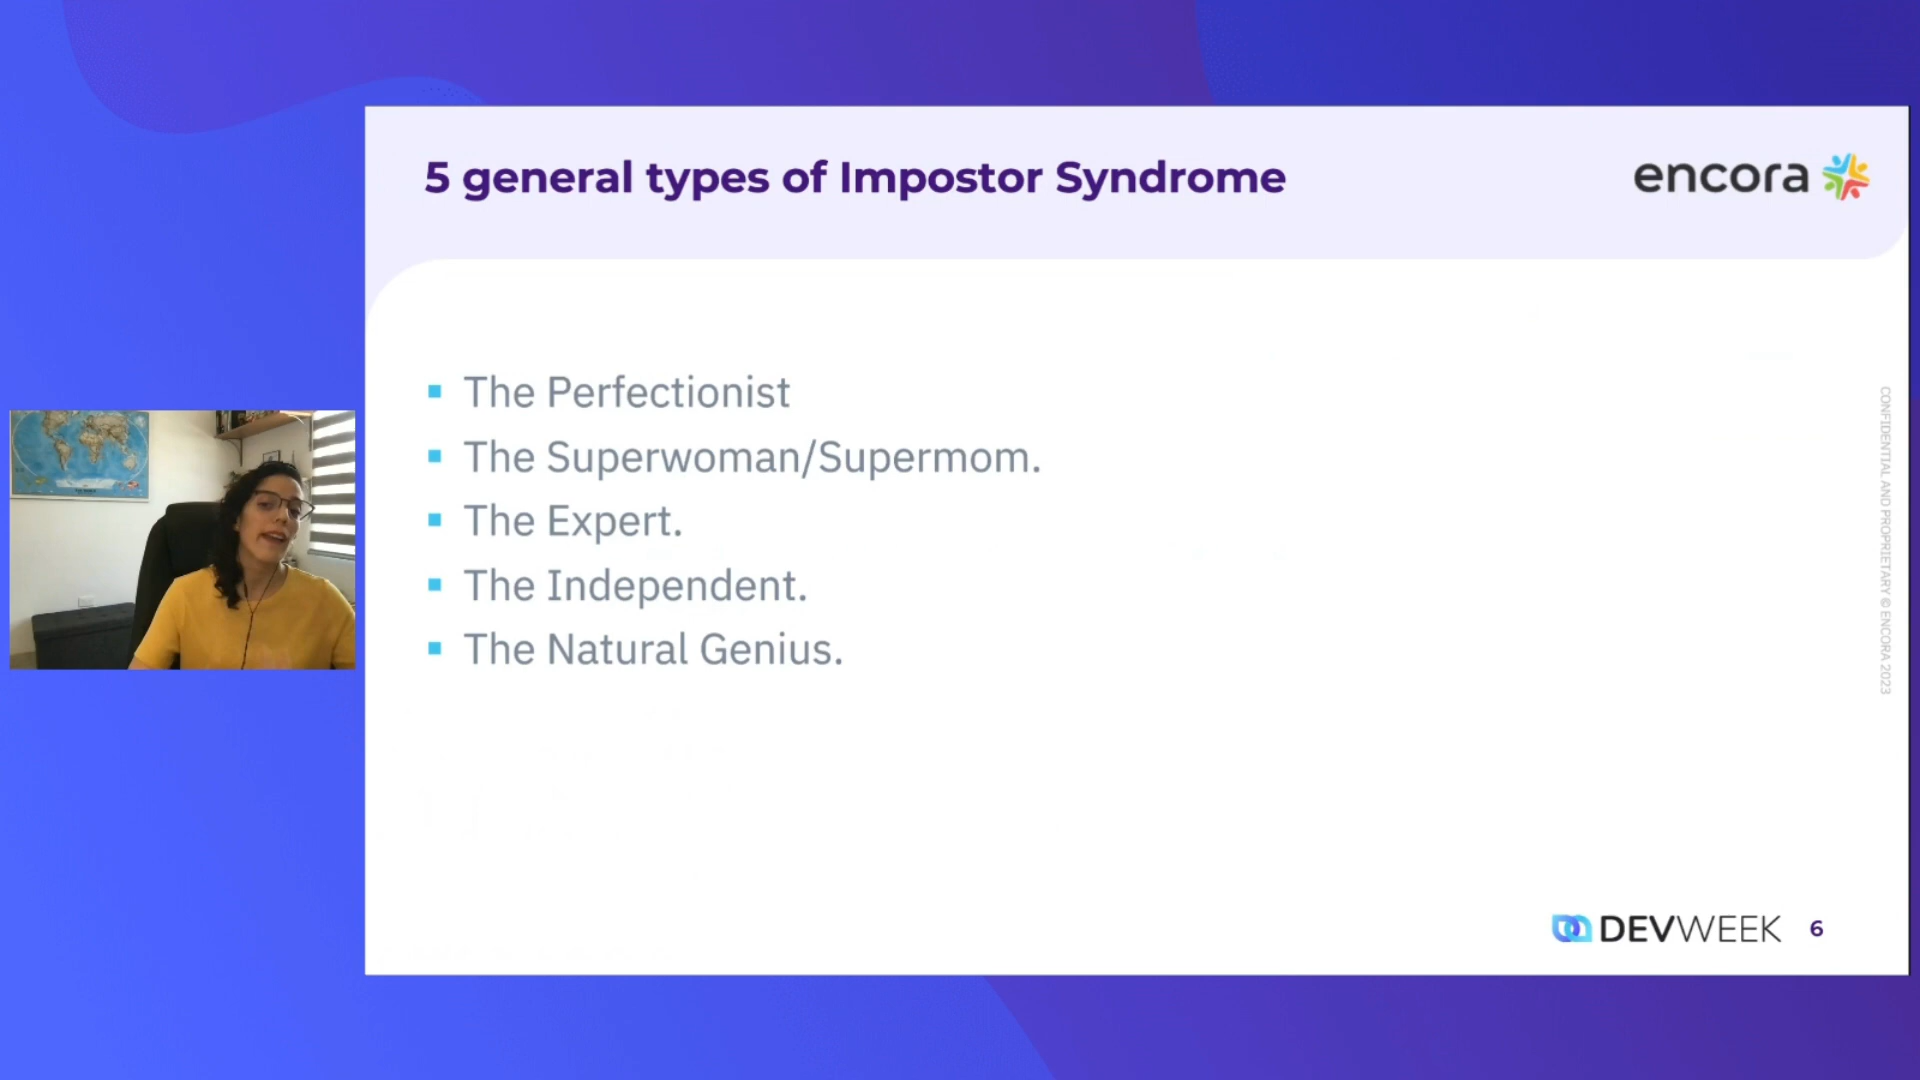 5 general types of Impostor Syndrome
encora
The Perfectionist
The Superwoman/Supermom.
The Expert.
The Independent.
The Natural Genius.
CONFIDENTIAL AND PROPRIETARY © ENCORA 2023
DEVWEEK
6